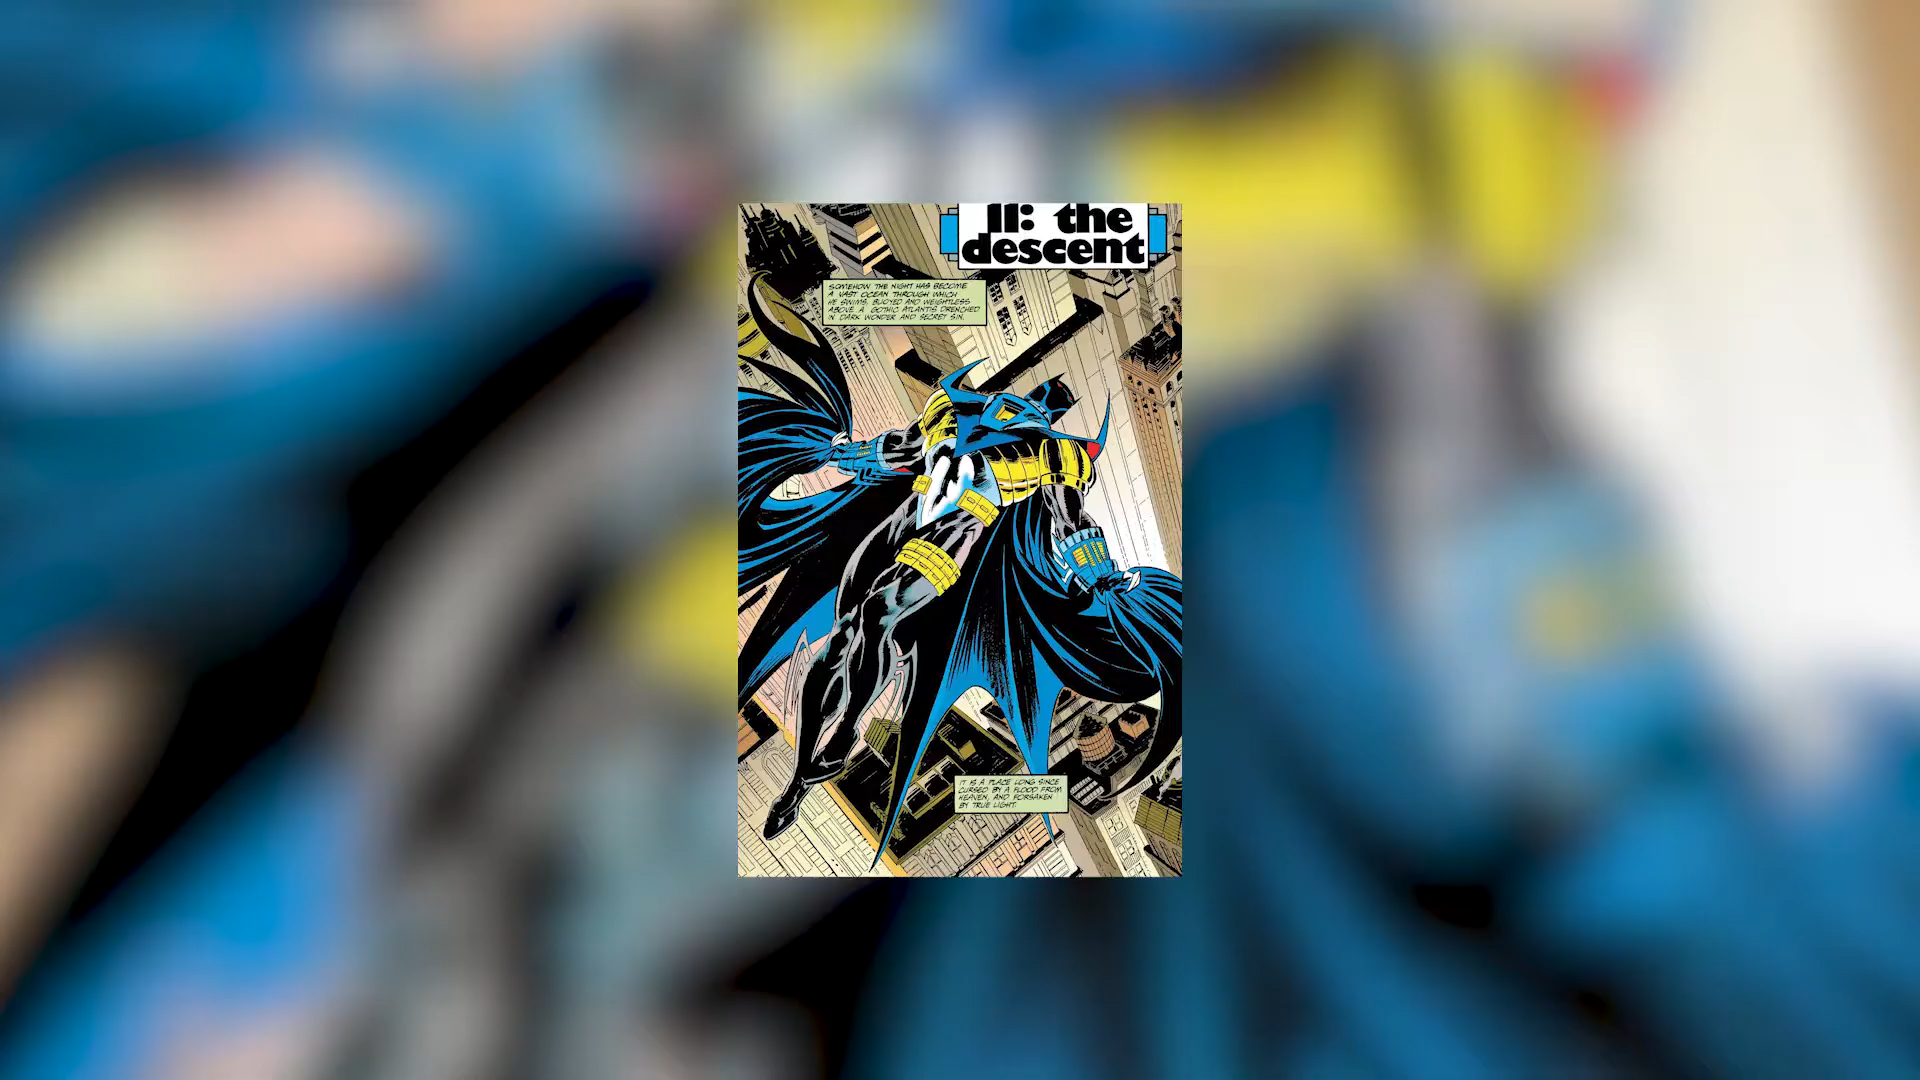 II: the
descent
SOMEHOW THE NIGHT HAS BECOME
A VAST OCEAN THROUGH WHICH
HE SWIMS, BUOYED AND WEIGHTLESS
ABOVE A GOTHIC ATLANTIS DRENCHED
IN DARK WONDER AND SECRET SIN.
IT IS A PLACE LONG SINCE
CURSED BY A FLOOD FROM
HEAVEN, AND FORSAKEN
BY TRUE LIGHT.